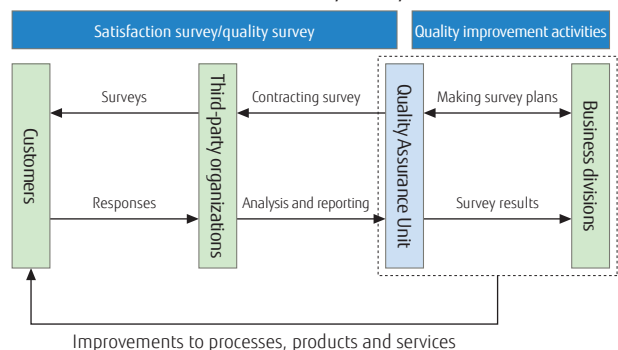 Satisfaction survey/quality survey
Quality improvement activities
Customers
Surveys
Responses
Third-party organizations
Contracting survey
Analysis and reporting
Quality Assurance Unit
Making survey plans
Survey results
Business divisions
Improvements to processes, products and services